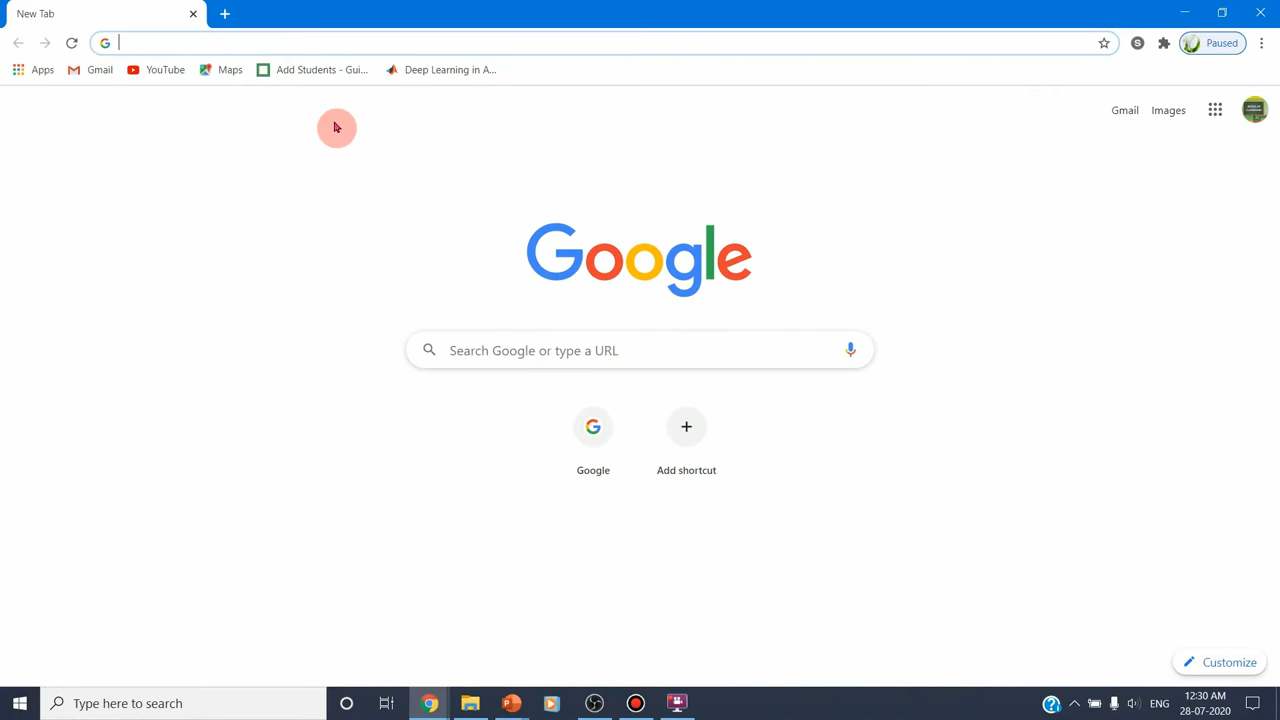 New Tab
Paused
Apps
Gmail
YouTube
Maps
Add Students - Gui...
Deep Learning in A...
Gmail
Images
Google
Search Google or type a URL
Google
Add shortcut
Customize
Type here to search
ENG
12:30 AM
28-07-2020